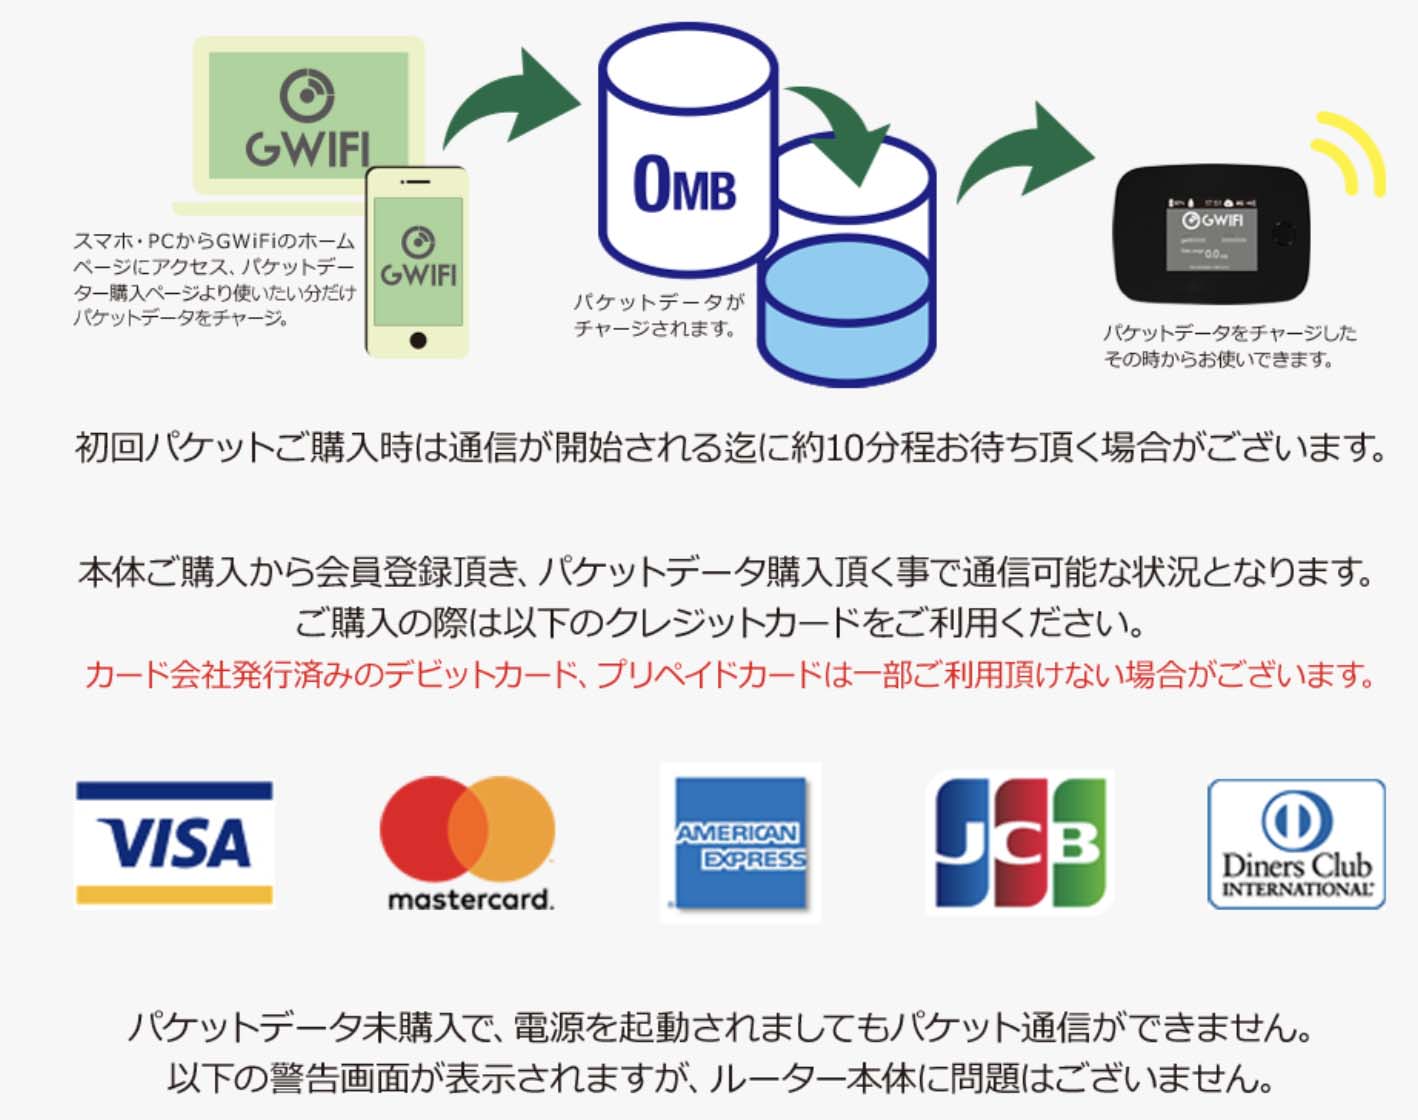 GWIFI
GWIFI
スマホ・PCからGWiFiのホーム
ページにアクセス、パケットデー
ター購入ページより使いたい分だけ
パケットデータをチャージ。
0MB
パケットデータが
チャージされます。
17:51
4G
GWIFI
0.0
パケットデータをチャージした
その時からお使いできます。
初回パケットご購入時は通信が開始される迄に約10分程お待ち頂く場合がございます。
本体ご購入から会員登録頂き、パケットデータ購入頂く事で通信可能な状況となります。
ご購入の際は以下のクレジットカードをご利用ください。
カード会社発行済みのデビットカード、プリペイドカードは一部ご利用頂けない場合がございます。
VISA
mastercard.
AMERICAN
EXPRESS
JCB
Diners Club
INTERNATIONAL
パケットデータ未購入で、電源を起動されましてもパケット通信ができません。
以下の警告画面が表示されますが、ルーター本体に問題はございません。